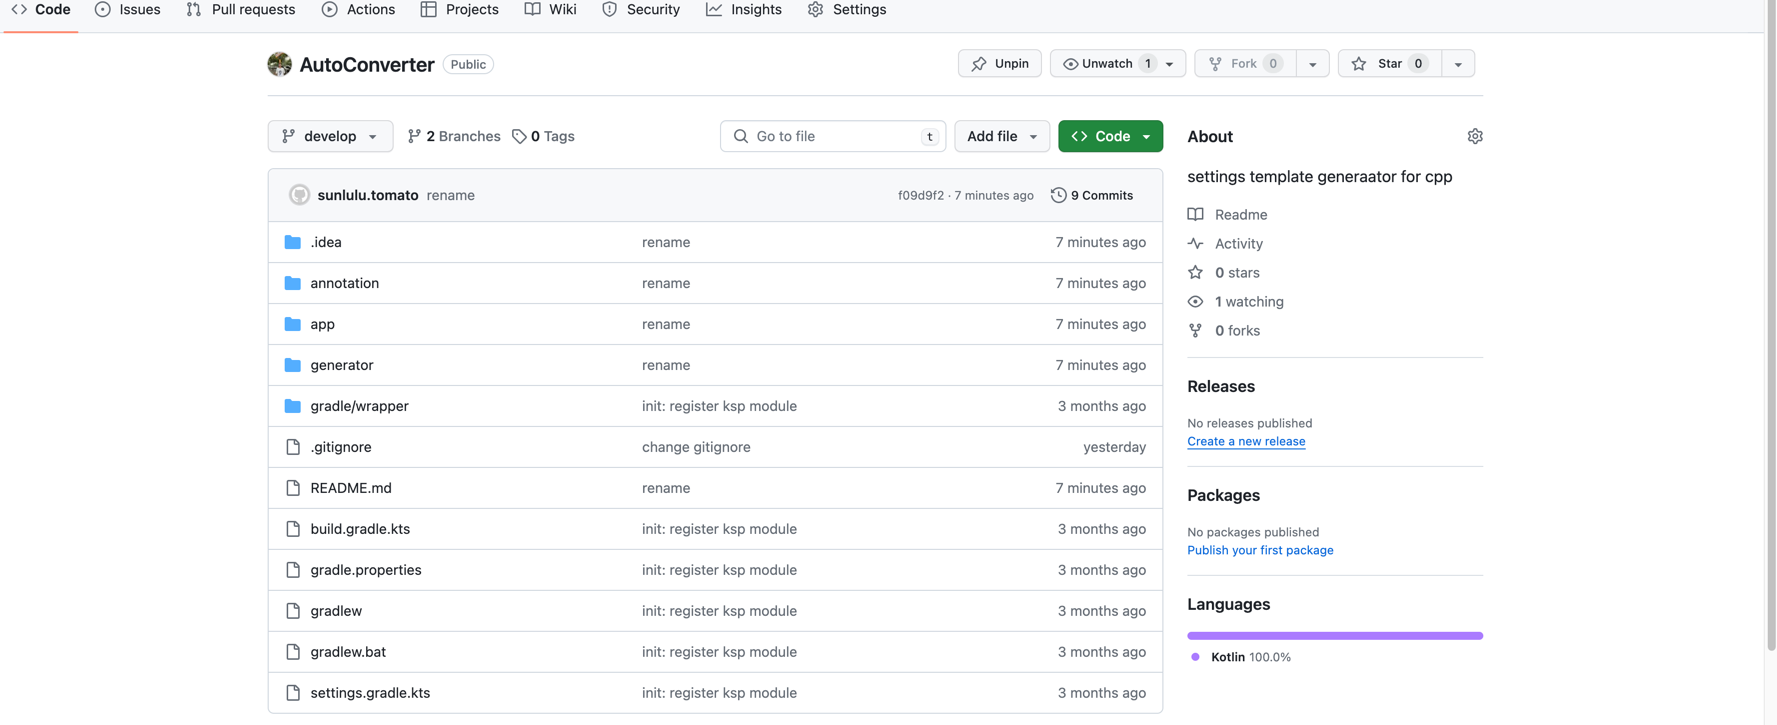 Code Issues Pull requests Actions Projects Wiki Security Insights Settings
AutoConverter Public Unpin Unwatch 1 Fork 0 Star 0
develop 2 Branches 0 Tags Go to file t Add file Code
sunlulu.tomato rename f09d9f2 · 7 minutes ago 9 Commits
.idea rename 7 minutes ago
annotation rename 7 minutes ago
app rename 7 minutes ago
generator rename 7 minutes ago
gradle/wrapper init: register ksp module 3 months ago
.gitignore change gitignore yesterday
README.md rename 7 minutes ago
build.gradle.kts init: register ksp module 3 months ago
gradle.properties init: register ksp module 3 months ago
gradlew init: register ksp module 3 months ago
gradlew.bat init: register ksp module 3 months ago
settings.gradle.kts init: register ksp module 3 months ago
About
settings template generaator for cpp
Readme
Activity
0 stars
1 watching
0 forks
Releases
No releases published
Create a new release
Packages
No packages published
Publish your first package
Languages
Kotlin 100.0%